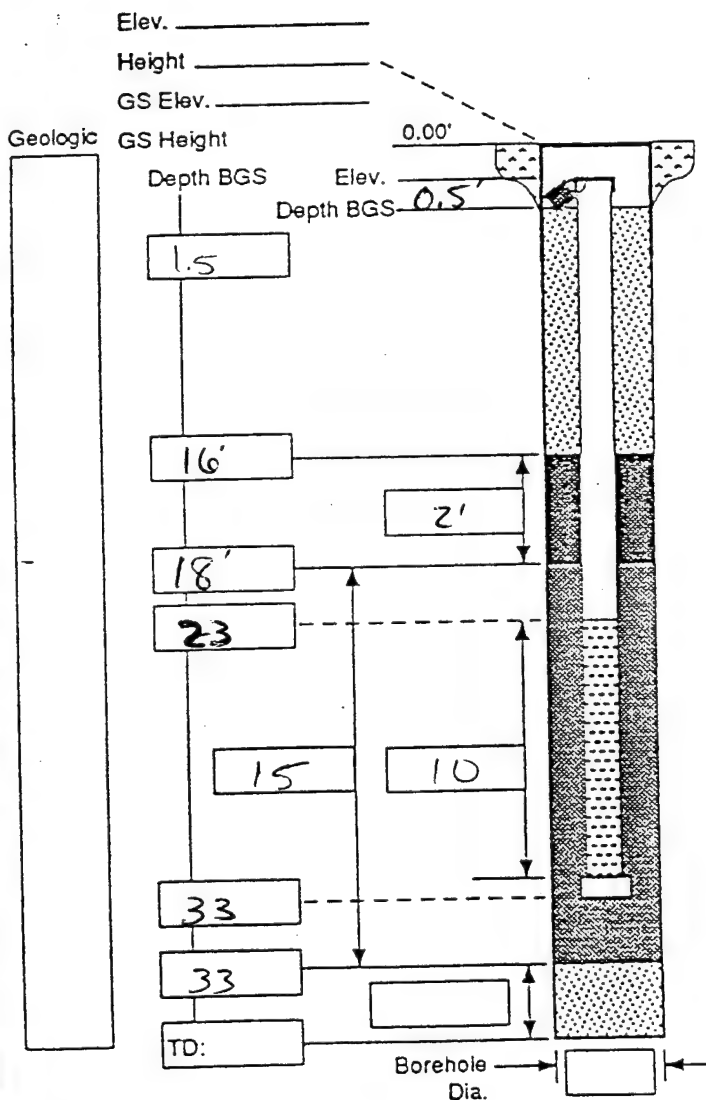 Elev.
Height
GS Elev.
Geologic GS Height 0.00'
Depth BGS Elev.
Depth BGS 0.5'
1.5
16'
2'
18'
23
15 10
33
33
TD:
Borehole
Dia.